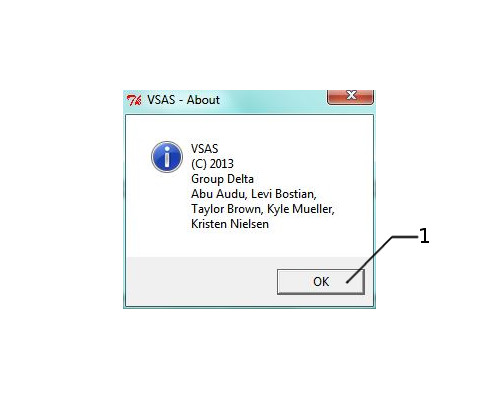 VSAS - About
VSAS
(C) 2013
Group Delta
Abu Audu, Levi Bostian,
Taylor Brown, Kyle Mueller,
Kristen Nielsen
1
OK